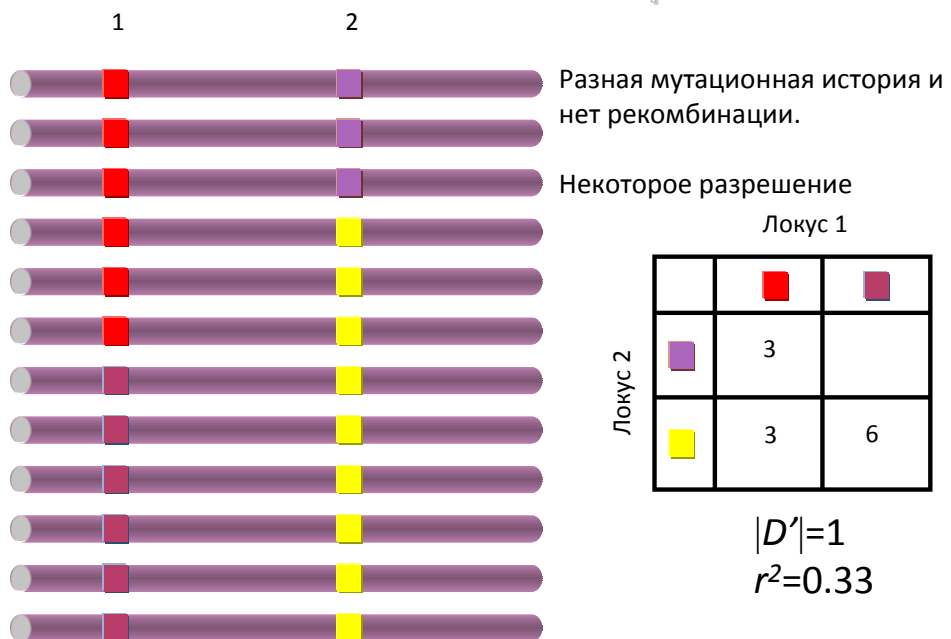 1 2
Разная мутационная история и
нет рекомбинации.
Некоторое разрешение
Локус 1
Локус 2
3
3 6
|D′|=1
r²=0.33